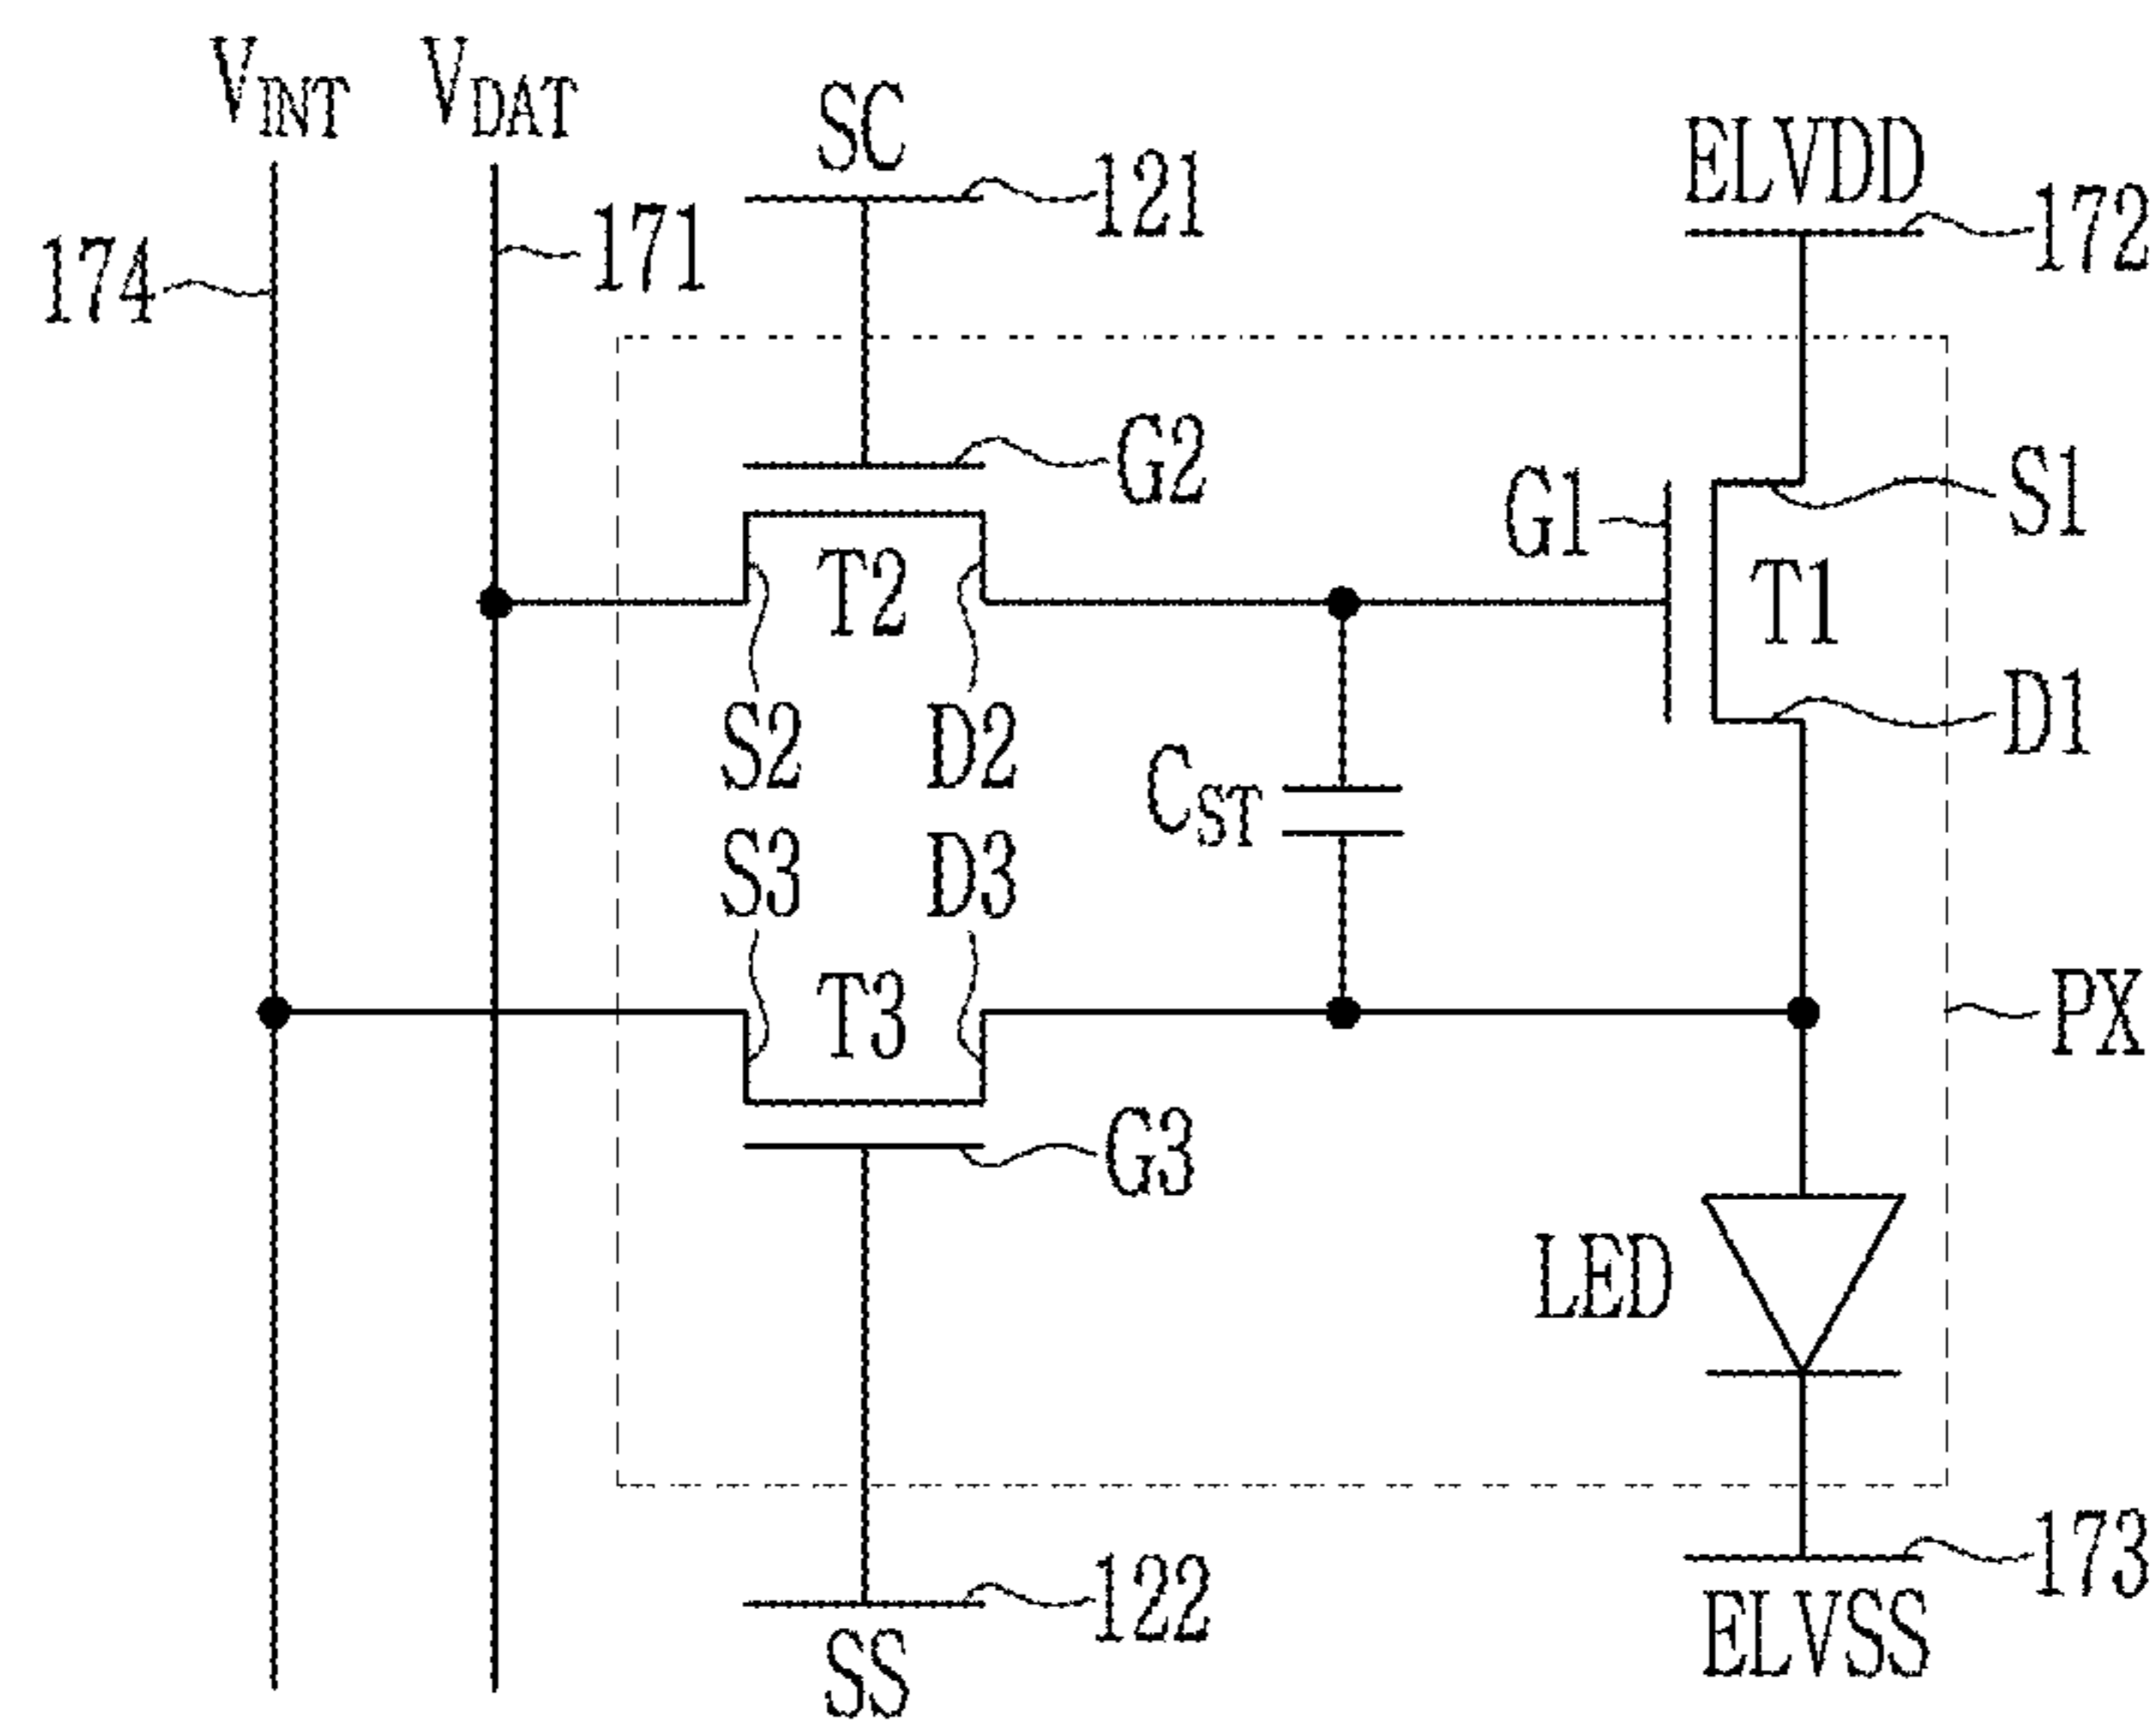 VINT VDAT
SC
121
ELVDD
172
174
171
G2
G1
S1
T2
T1
S2 D2
D1
CST
S3 D3
T3
PX
G3
LED
173
122
ELVSS
SS